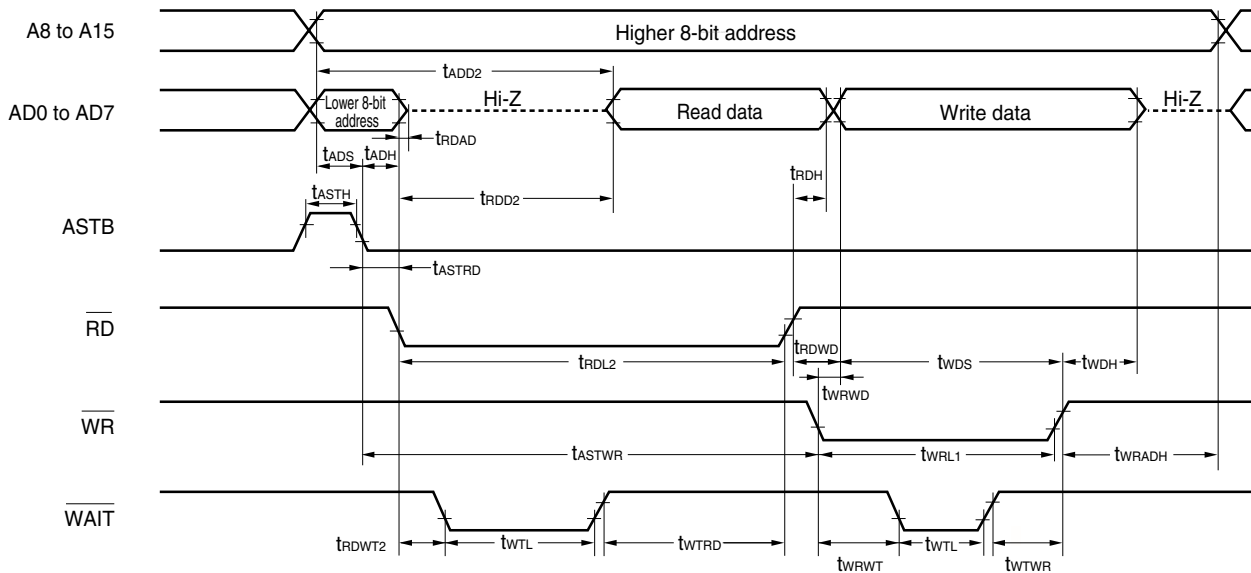 A8 to A15
Higher 8-bit address
tADD2
AD0 to AD7
Lower 8-bit
address
Hi-Z
Read data
Write data
Hi-Z
tRDAD
tADS
tADH
tRDH
tASTH
tRDD2
ASTB
tASTRD
RD
tRDL2
tRDWD
tWDS
tWDH
tWRWD
WR
tASTWR
tWRL1
tWRADH
WAIT
tRDWT2
tWTL
tWTRD
tWRWT
tWTL
tWTWR